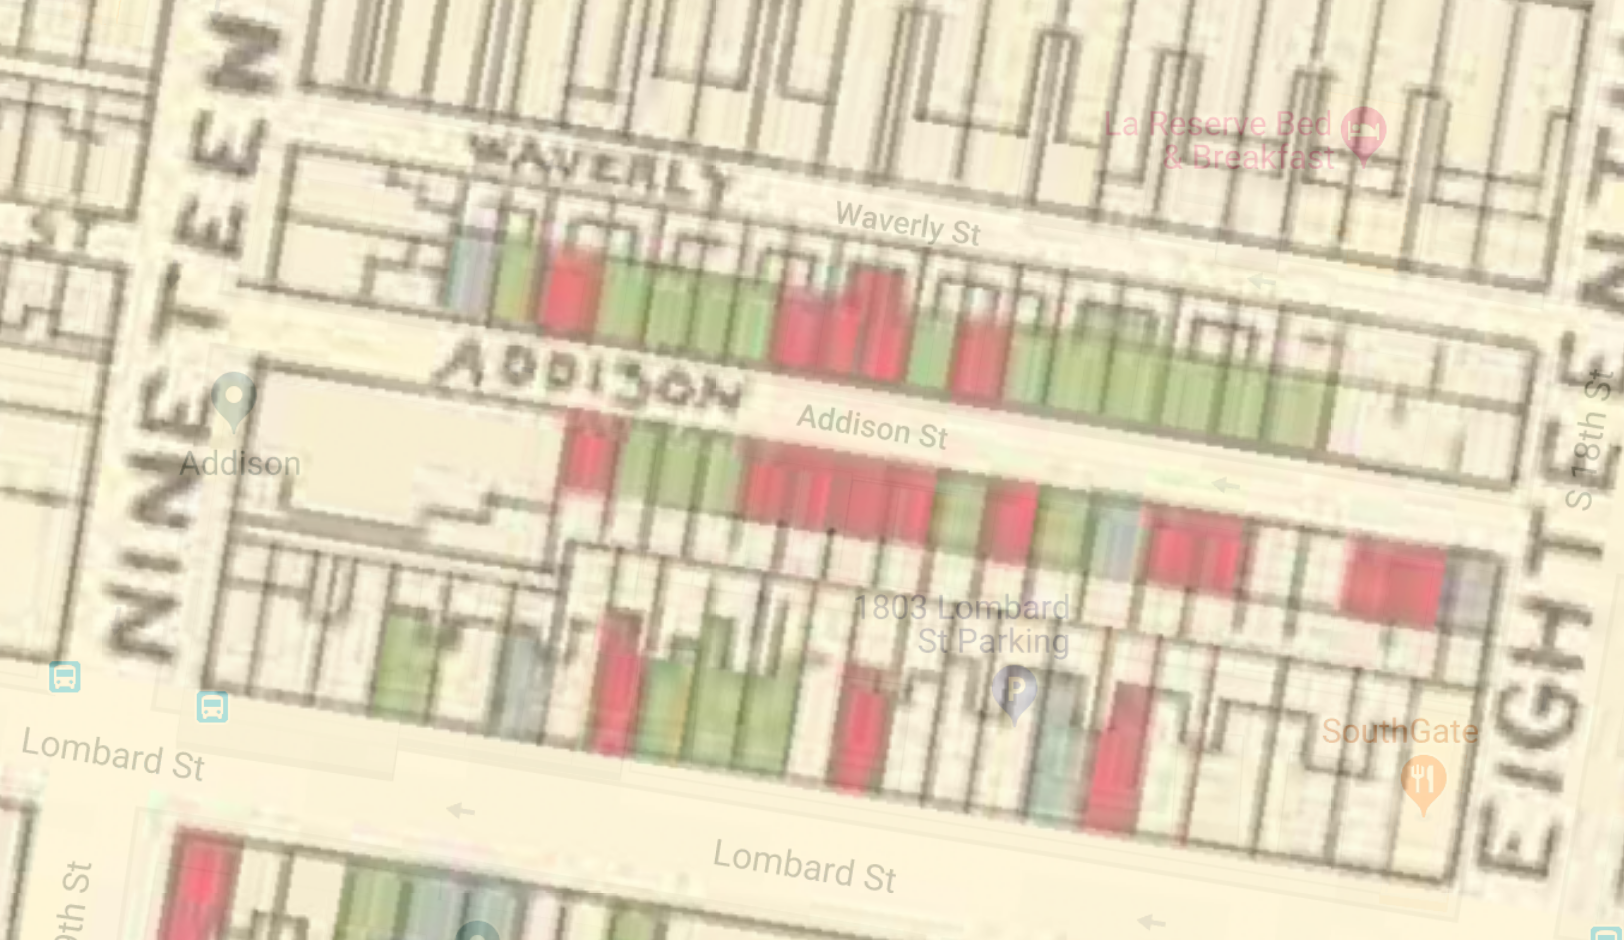 NINETEEN
ST.
WAVERLY
Waverly St
La Reserve Bed
& Breakfast
ADDISON
Addison St
Addison
S 18th St
1803 Lombard
St Parking
P
SouthGate
Lombard St
Lombard St